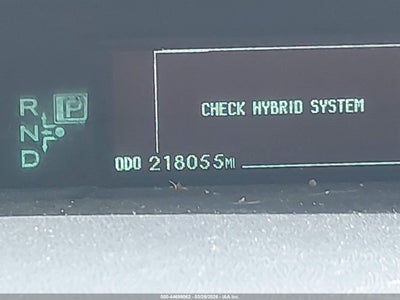 R P
N
D
CHECK HYBRID SYSTEM
ODO 218055MI